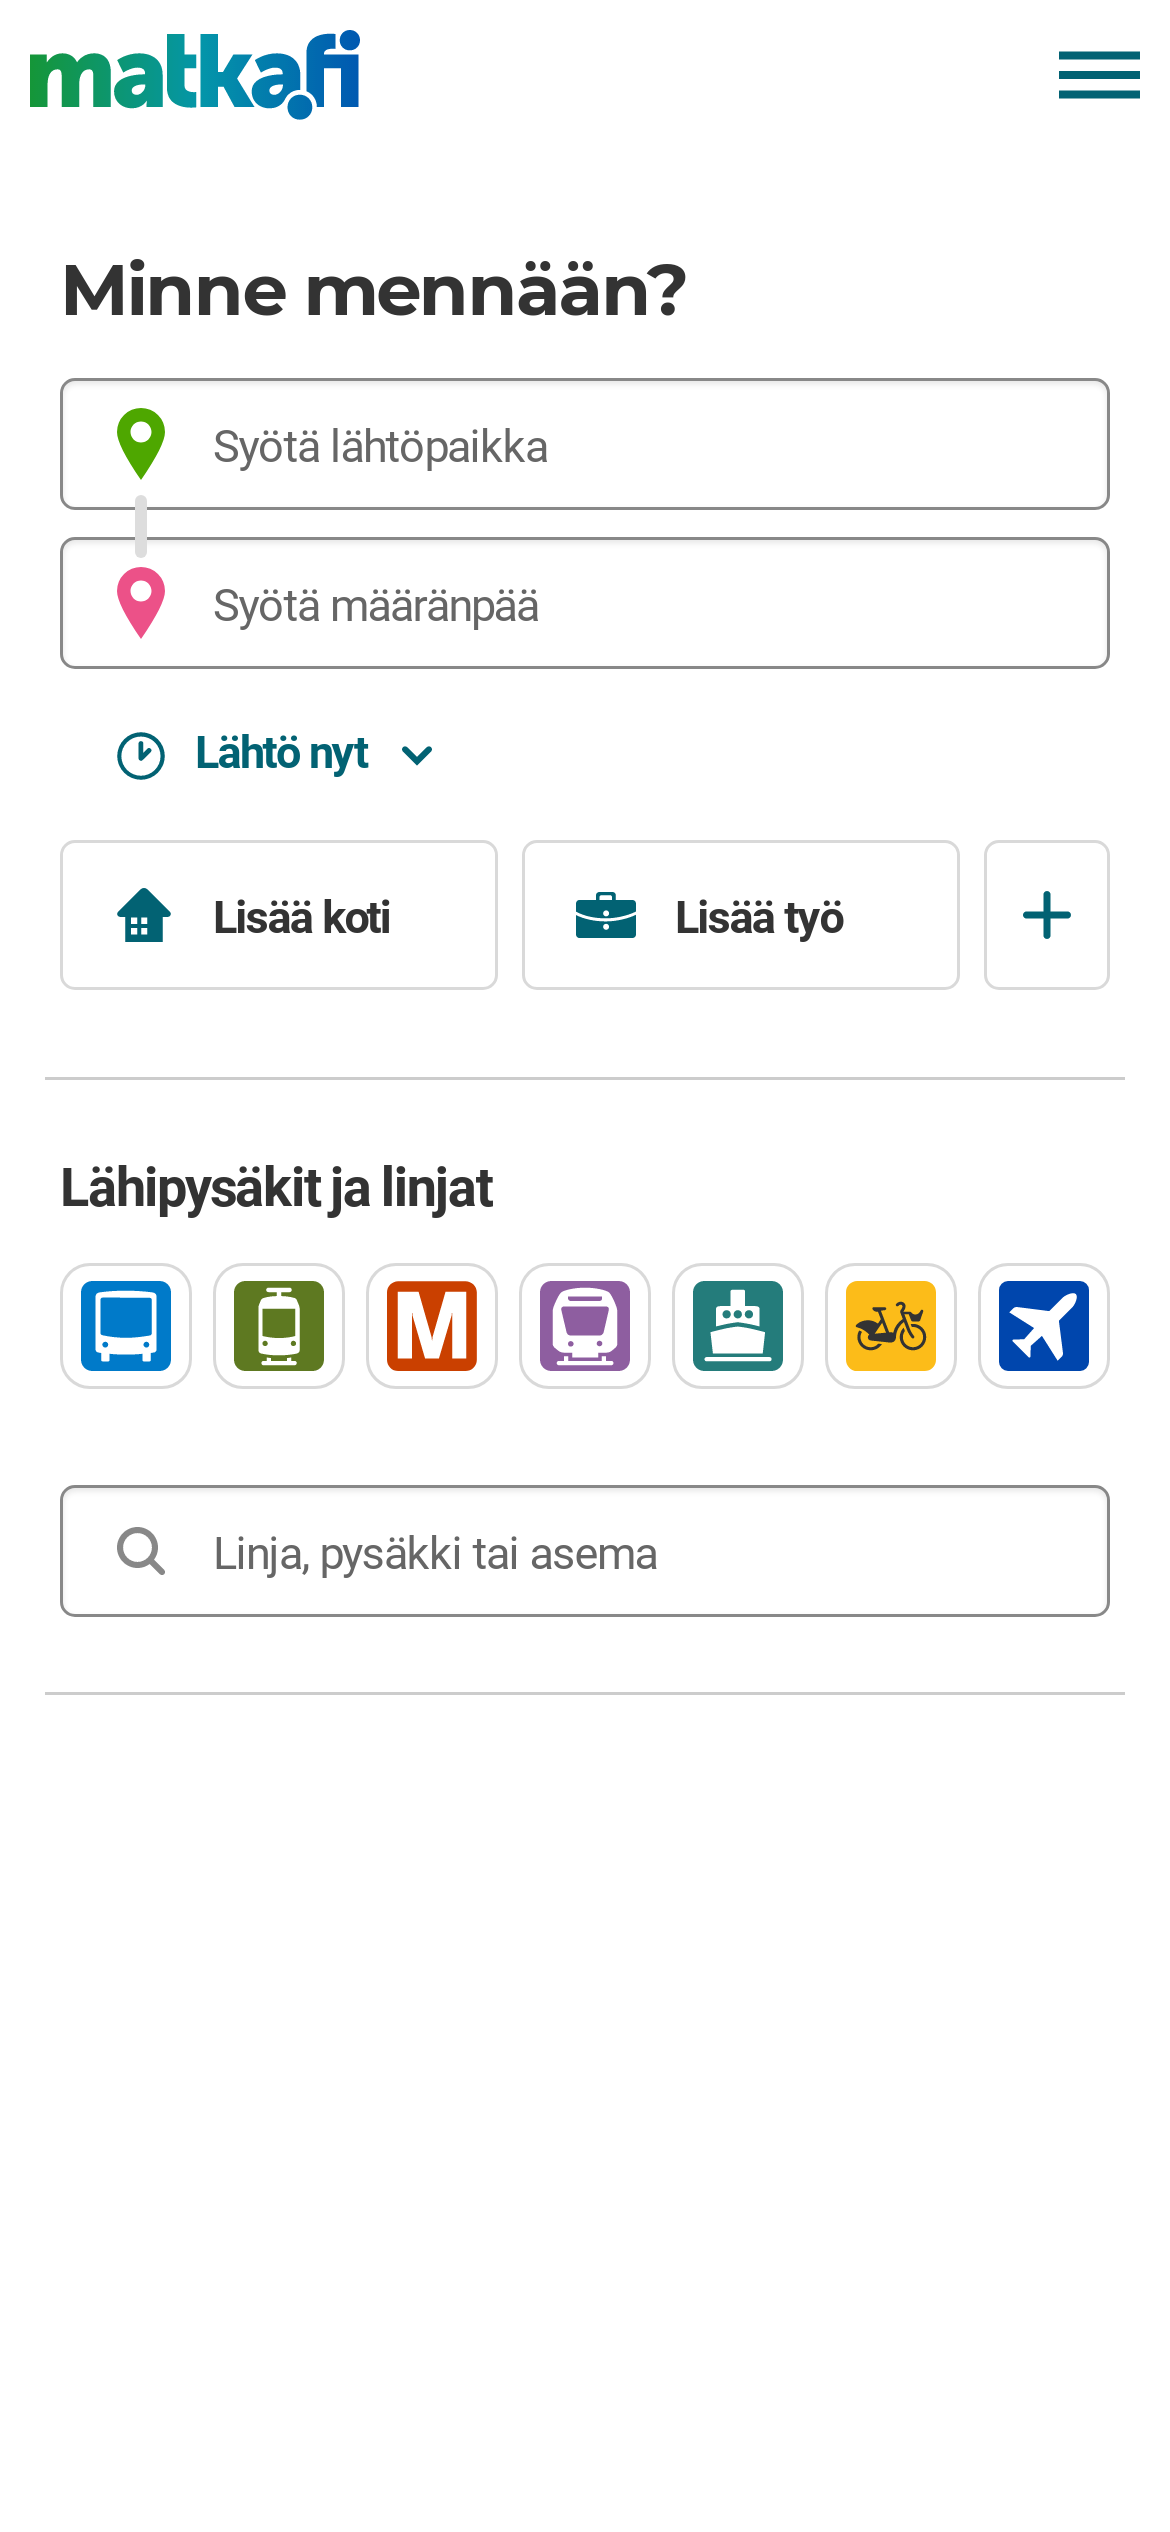 matka.fi
Minne mennään?
Syötä lähtöpaikka
Syötä määränpää
Lähtö nyt
Lisää koti
Lisää työ
Lähipysäkit ja linjat
M
Linja, pysäkki tai asema